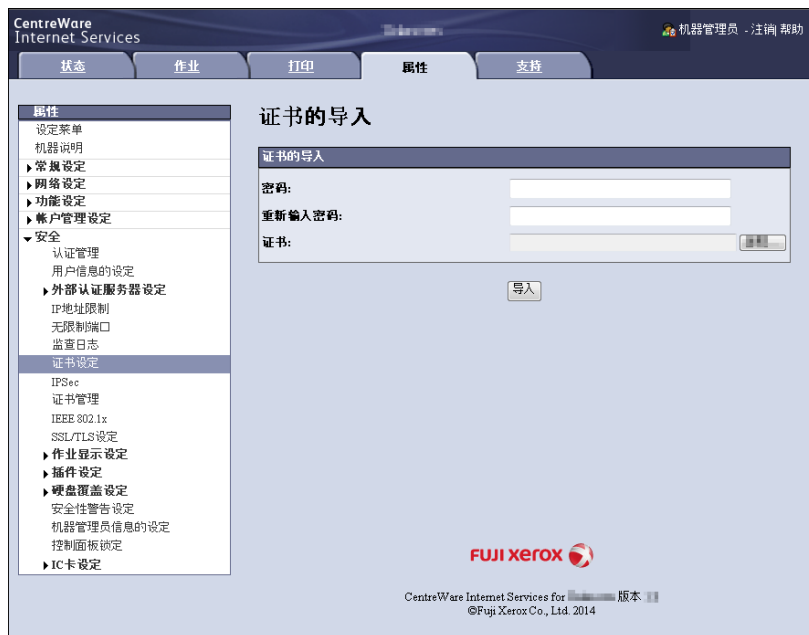 CentreWare
Internet Services
机器管理员 - 注销| 帮助
状态 作业 打印 属性 支持
属性
设定菜单
机器说明
常规设定
网络设定
功能设定
帐户管理设定
安全
认证管理
用户信息的设定
外部认证服务器设定
IP地址限制
无限制端口
监查日志
证书设定
IPSec
证书管理
IEEE 802.1x
SSL/TLS设定
作业显示设定
插件设定
硬盘覆盖设定
安全性警告设定
机器管理员信息的设定
控制面板锁定
IC卡设定
证书的导入
证书的导入
密码:
重新输入密码:
证书:
导入
FUJI xerox
CentreWare Internet Services for 版本
©Fuji Xerox Co., Ltd. 2014